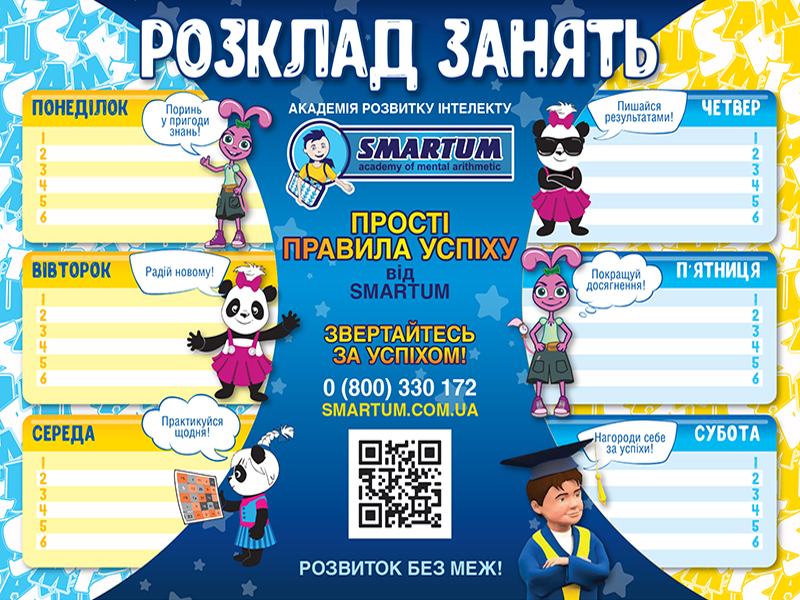 РОЗКЛАД ЗАНЯТЬ
ПОНЕДІЛОК
Поринь
у пригоди
знань!
1
2
3
4
5
6
ВІВТОРОК
Радій новому!
1
2
3
4
5
6
СЕРЕДА
Практикуйся
щодня!
1
2
3
4
5
6
АКАДЕМІЯ РОЗВИТКУ ІНТЕЛЕКТУ
SMARTUM
academy of mental arithmetic
ПРОСТІ
ПРАВИЛА УСПІХУ
від
SMARTUM
ЗВЕРТАЙТЕСЬ
ЗА УСПІХОМ!
0 (800) 330 172
SMARTUM.COM.UA
РОЗВИТОК БЕЗ МЕЖ!
ЧЕТВЕР
Пишайся
результатами!
1
2
3
4
5
6
П'ЯТНИЦЯ
Покращуй
досягнення!
1
2
3
4
5
6
СУБОТА
Нагороди себе
за успіхи!
1
2
3
4
5
6